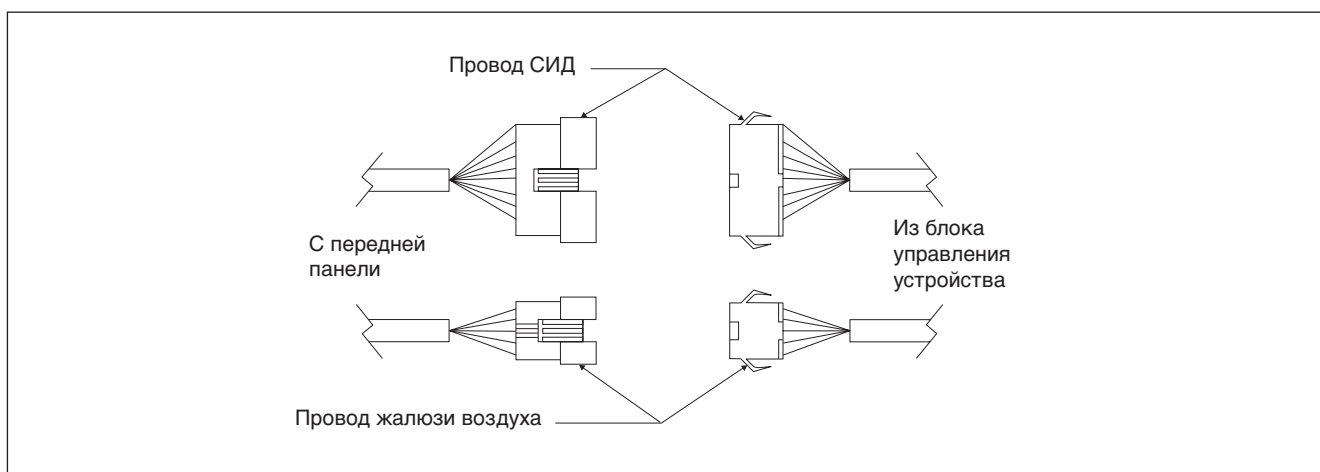 Провод СИД
С передней
панели
Из блока
управления
устройства
Провод жалюзи воздуха